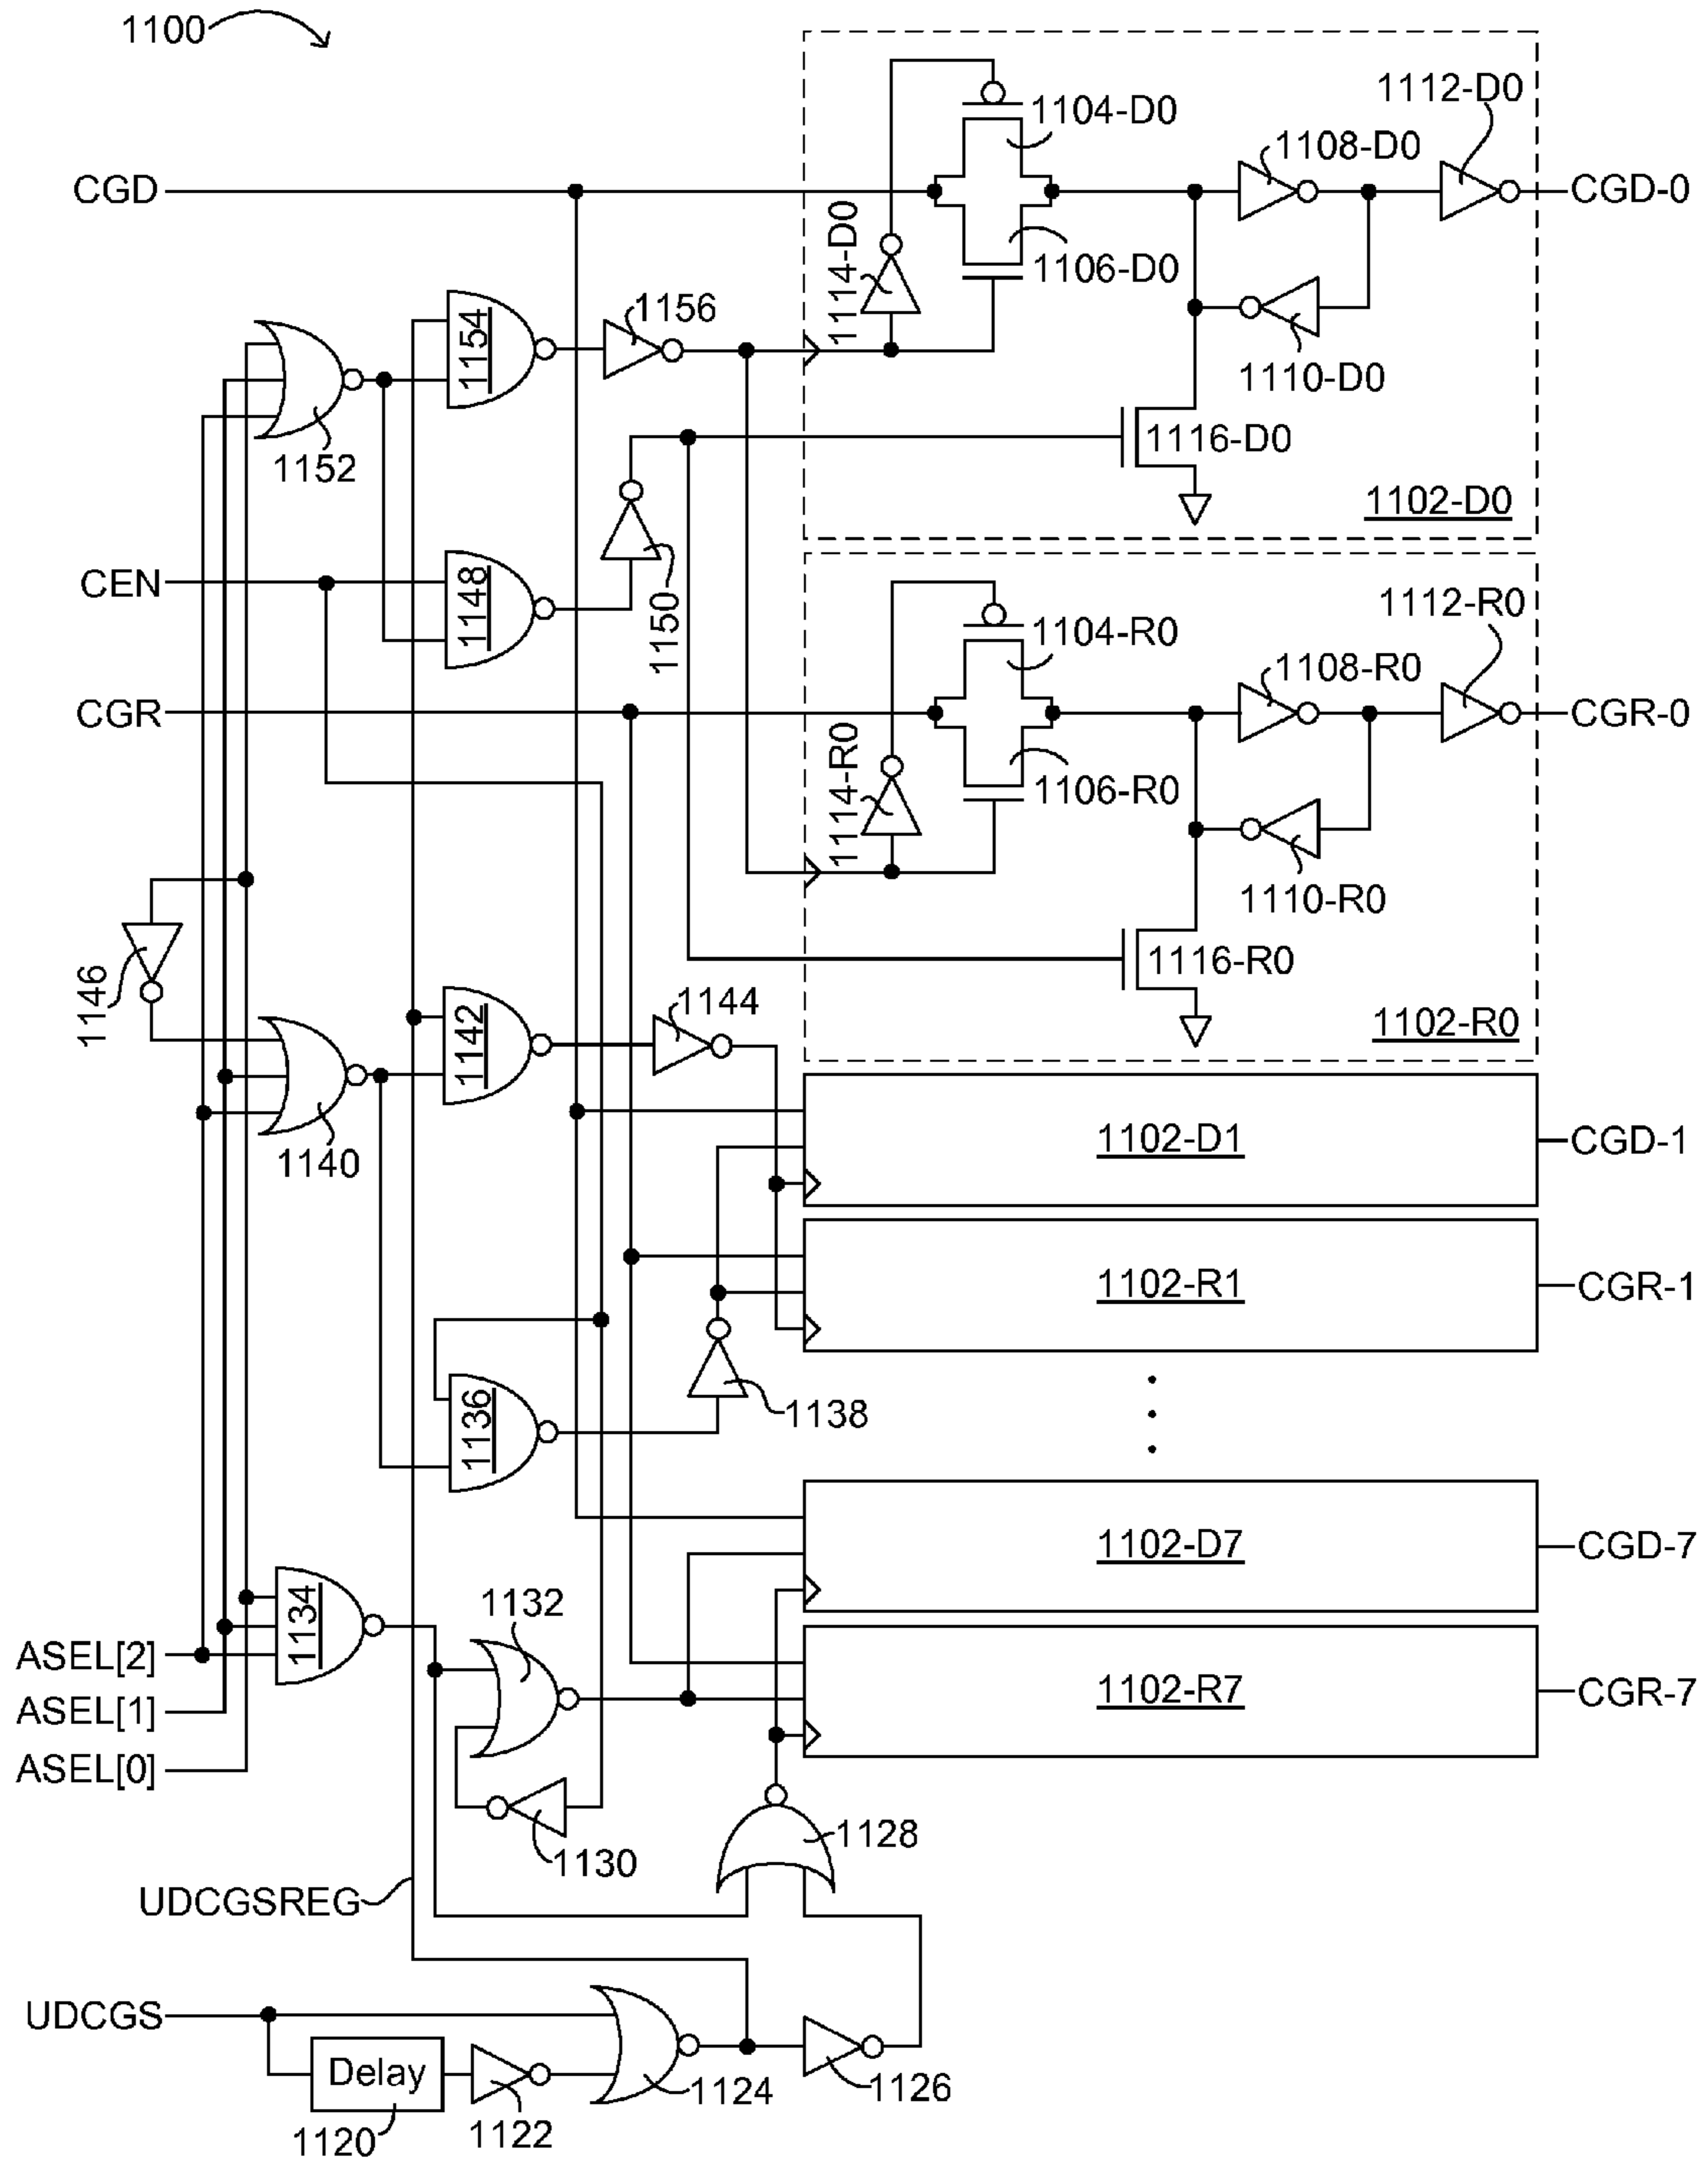 1100
1112-D0
1104-D0
1108-D0
CGD
CGD-0
1114-D0
1106-D0
1154
1156
1110-D0
1152
1116-D0
1102-D0
CEN
1148
1150
1112-R0
1104-R0
1108-R0
CGR
CGR-0
1114-R0
1106-R0
1110-R0
1146
1116-R0
1142
1144
1102-R0
1140
1102-D1
CGD-1
1102-R1
CGR-1
1136
1138
1102-D7
CGD-7
1134
1132
ASEL[2]
1102-R7
CGR-7
ASEL[1]
ASEL[0]
1128
1130
UDCGSREG
UDCGS
Delay
1124
1126
1120
1122